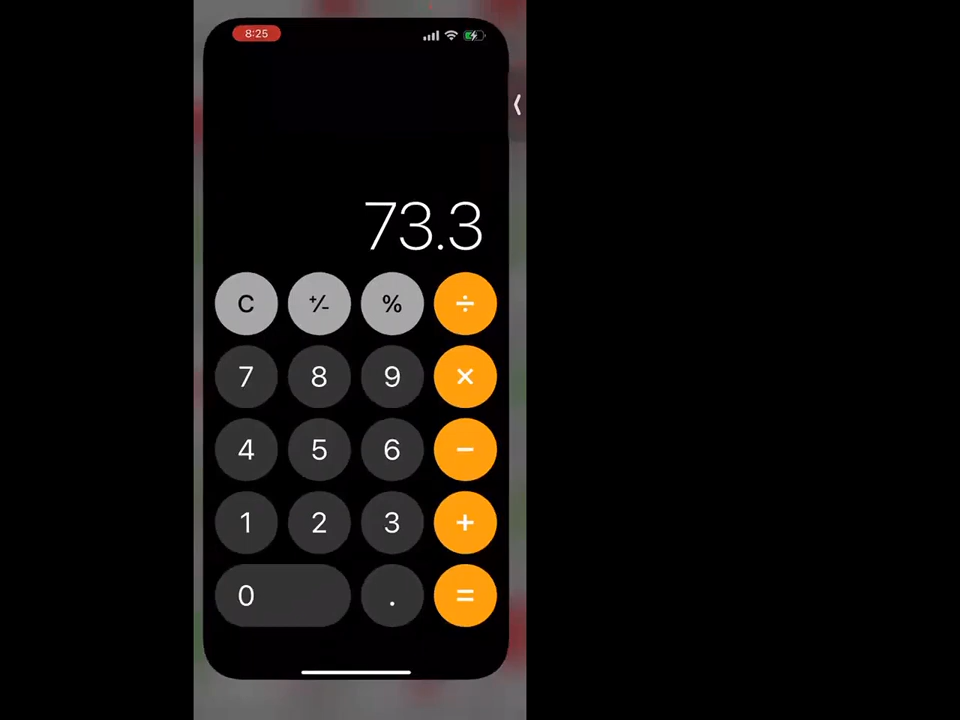 8:25
73.3
C +/- % ÷
7 8 9 ×
4 5 6 −
1 2 3 +
0 . =